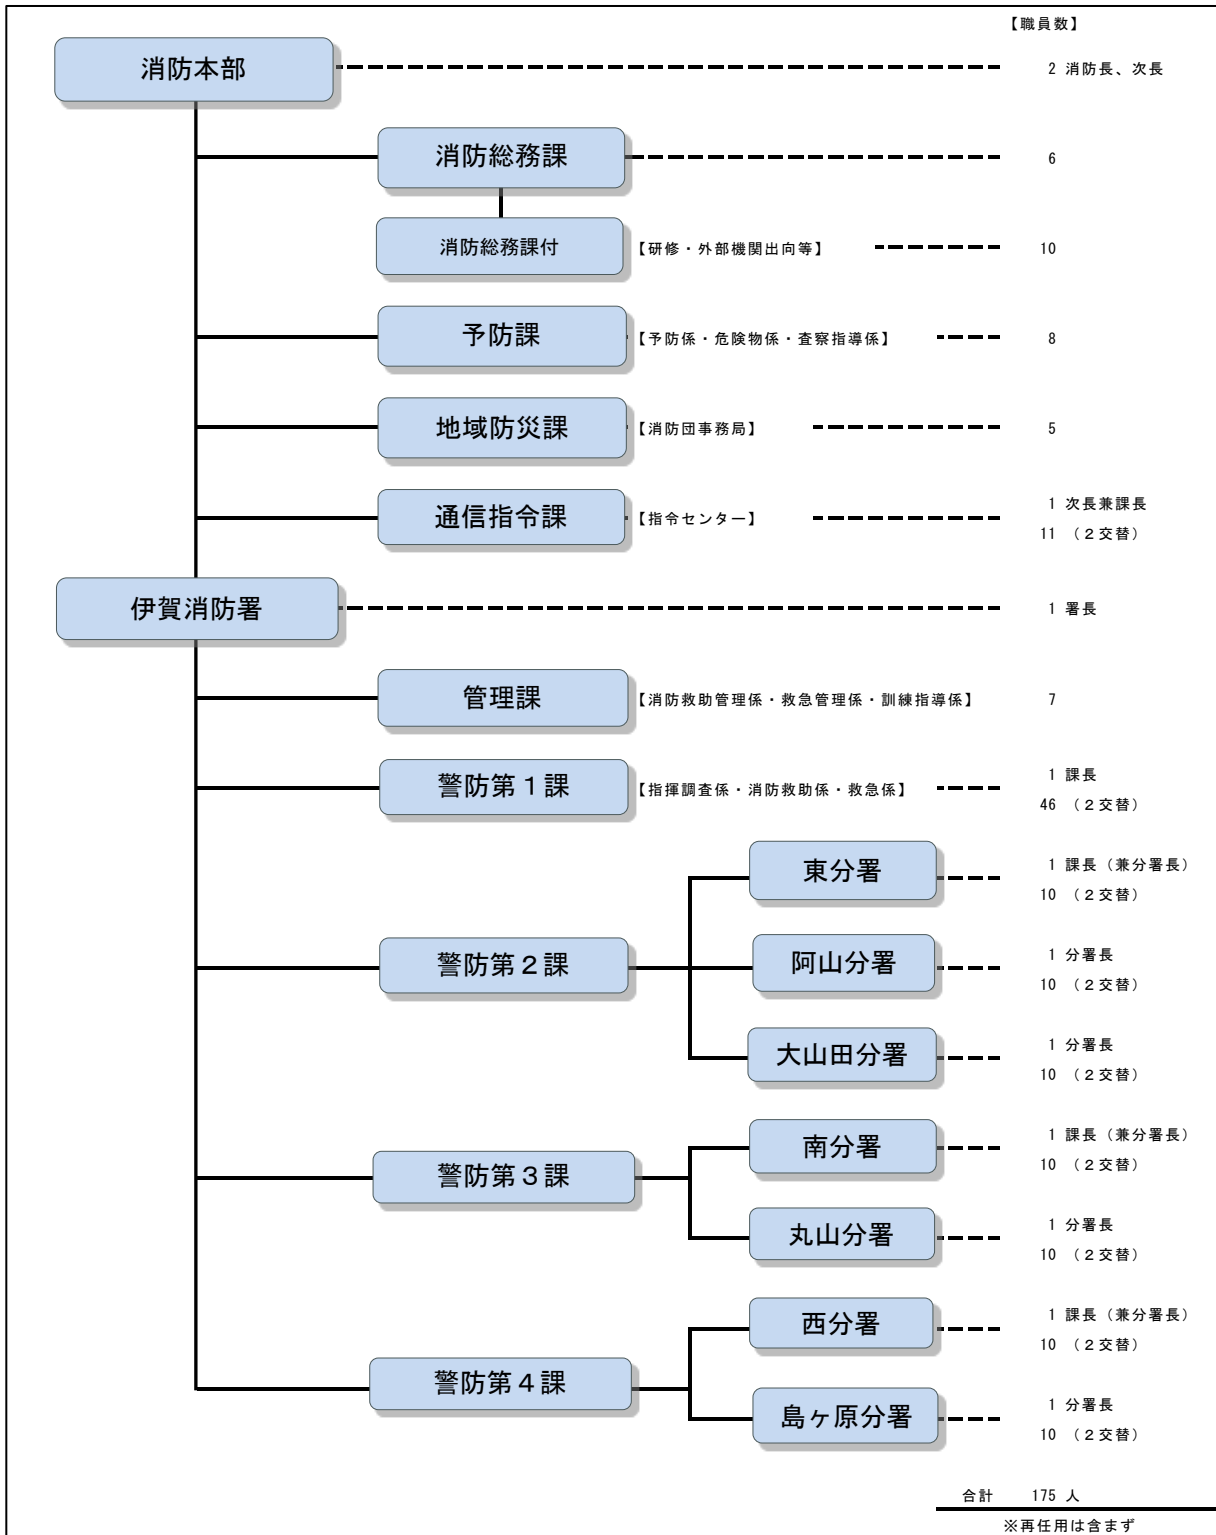 【職員数】
消防本部
2 消防長、次長
消防総務課
6
消防総務課付
【研修・外部機関出向等】
10
予防課
【予防係・危険物係・査察指導係】
8
地域防災課
【消防団事務局】
5
通信指令課
【指令センター】
1 次長兼課長
11 （２交替）
伊賀消防署
1 署長
管理課
【消防救助管理係・救急管理係・訓練指導係】
7
警防第１課
【指揮調査係・消防救助係・救急係】
1 課長
46 （２交替）
東分署
1 課長（兼分署長）
10 （２交替）
警防第２課
阿山分署
1 分署長
10 （２交替）
大山田分署
1 分署長
10 （２交替）
南分署
1 課長（兼分署長）
10 （２交替）
警防第３課
丸山分署
1 分署長
10 （２交替）
西分署
1 課長（兼分署長）
10 （２交替）
警防第４課
島ヶ原分署
1 分署長
10 （２交替）
合計 175 人
※再任用は含まず